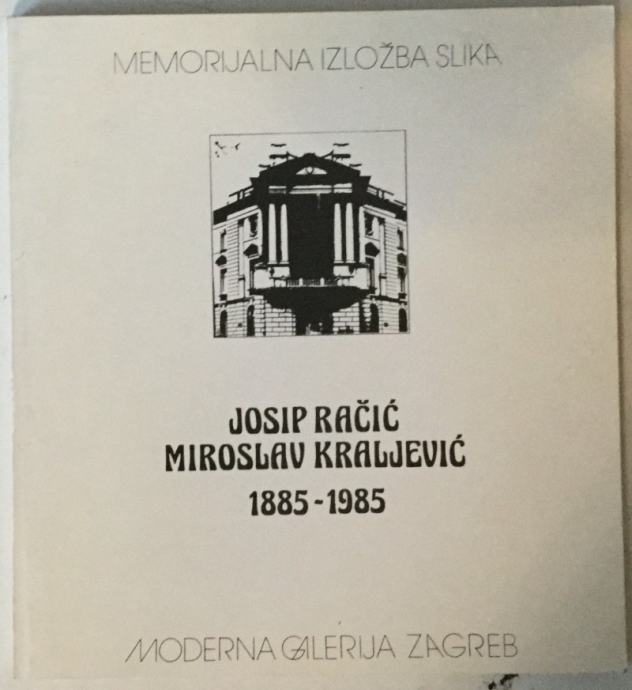 MEMORIJALNA IZLOŽBA SLIKA
JOSIP RAČIĆ
MIROSLAV KRALJEVIĆ
1885-1985
MODERNA GALERIJA ZAGREB